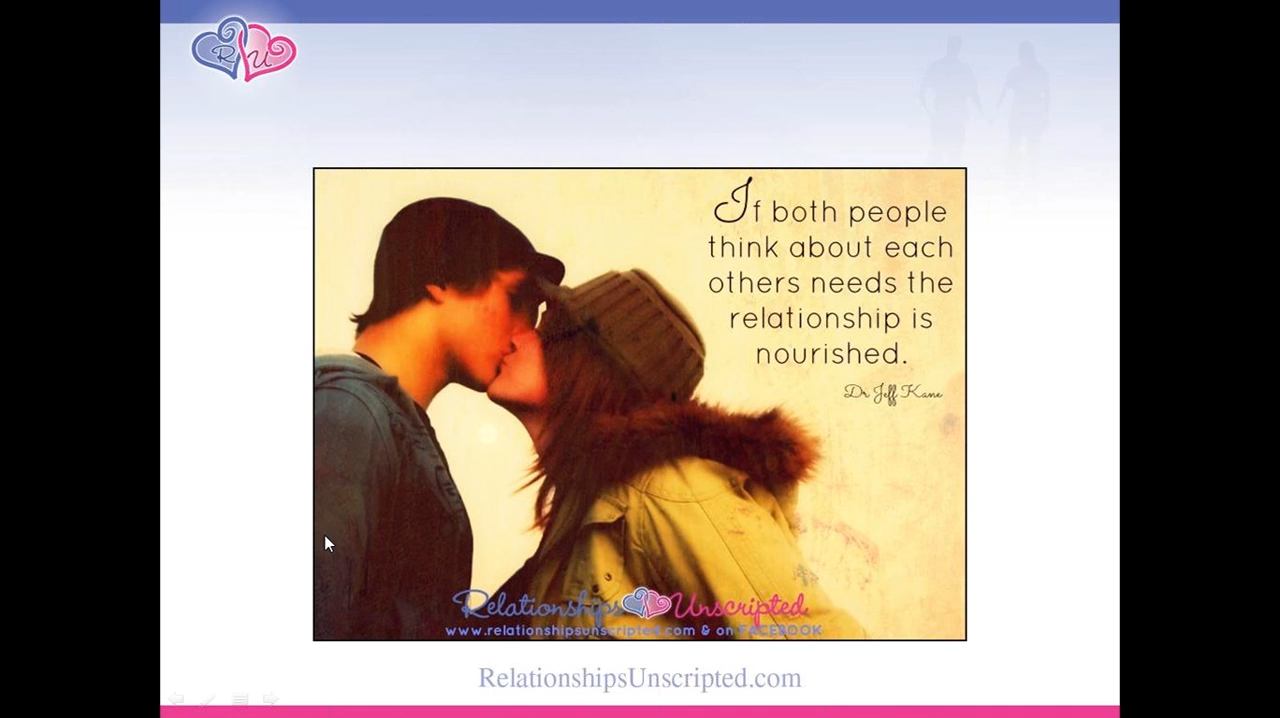 R U
If both people
think about each
others needs the
relationship is
nourished.
Dr Jeff Kane
Relationships Unscripted
www.relationshipsunscripted.com & on FACEBOOK
RelationshipsUnscripted.com